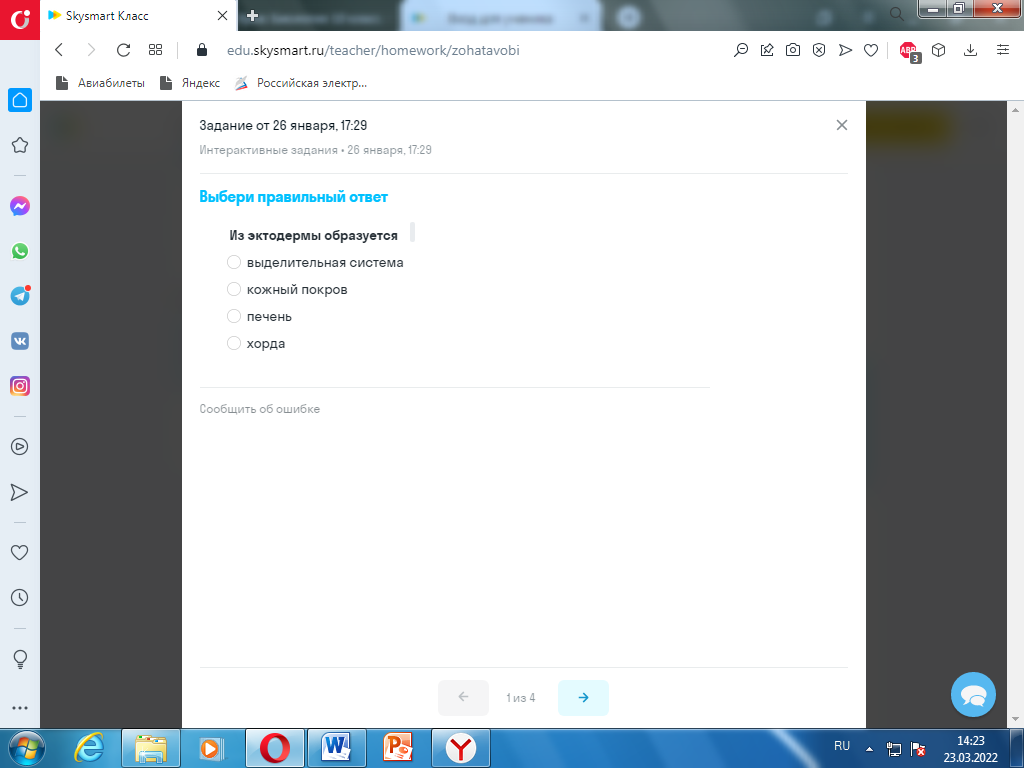 Skysmart Класс
edu.skysmart.ru/teacher/homework/zohatavobi
ABP
3
Авиабилеты
Яндекс
Российская электр...
Задание от 26 января, 17:29
Интерактивные задания • 26 января, 17:29
Выбери правильный ответ
Из эктодермы образуется
выделительная система
кожный покров
печень
хорда
Сообщить об ошибке
1 из 4
RU
14:23
23.03.2022